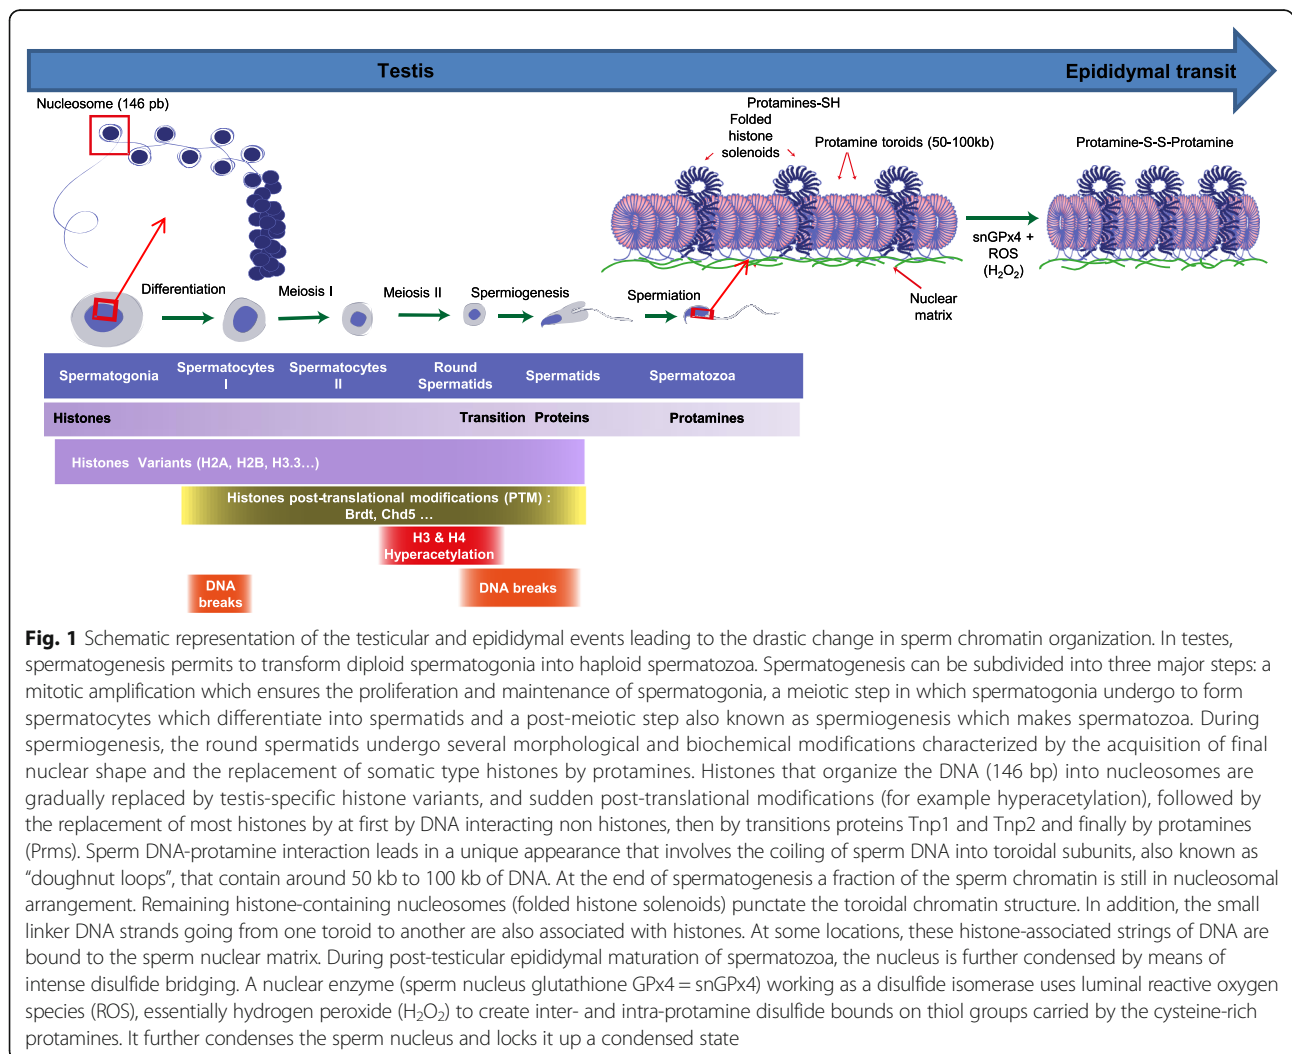 Testis
Epididymal transit
Nucleosome (146 pb)
Protamines-SH
Folded
histone
solenoids
Protamine toroids (50-100kb)
Protamine-S-S-Protamine
snGPx4 +
ROS
(H₂O₂)
Nuclear
matrix
Differentiation
Meiosis I
Meiosis II
Spermiogenesis
Spermiation
Spermatogonia
Spermatocytes
I
Spermatocytes
II
Round
Spermatids
Spermatids
Spermatozoa
Histones
Transition Proteins
Protamines
Histones Variants (H2A, H2B, H3.3...)
Histones post-translational modifications (PTM) :
Brdt, Chd5 ...
H3 & H4
Hyperacetylation
DNA
breaks
DNA breaks
Fig. 1 Schematic representation of the testicular and epididymal events leading to the drastic change in sperm chromatin organization. In testes,
spermatogenesis permits to transform diploid spermatogonia into haploid spermatozoa. Spermatogenesis can be subdivided into three major steps: a
mitotic amplification which ensures the proliferation and maintenance of spermatogonia, a meiotic step in which spermatogonia undergo to form
spermatocytes which differentiate into spermatids and a post-meiotic step also known as spermiogenesis which makes spermatozoa. During
spermiogenesis, the round spermatids undergo several morphological and biochemical modifications characterized by the acquisition of final
nuclear shape and the replacement of somatic type histones by protamines. Histones that organize the DNA (146 bp) into nucleosomes are
gradually replaced by testis-specific histone variants, and sudden post-translational modifications (for example hyperacetylation), followed by
the replacement of most histones by at first by DNA interacting non histones, then by transitions proteins Tnp1 and Tnp2 and finally by protamines
(Prms). Sperm DNA-protamine interaction leads in a unique appearance that involves the coiling of sperm DNA into toroidal subunits, also known as
“doughnut loops”, that contain around 50 kb to 100 kb of DNA. At the end of spermatogenesis a fraction of the sperm chromatin is still in nucleosomal
arrangement. Remaining histone-containing nucleosomes (folded histone solenoids) punctate the toroidal chromatin structure. In addition, the small
linker DNA strands going from one toroid to another are also associated with histones. At some locations, these histone-associated strings of DNA are
bound to the sperm nuclear matrix. During post-testicular epididymal maturation of spermatozoa, the nucleus is further condensed by means of
intense disulfide bridging. A nuclear enzyme (sperm nucleus glutathione GPx4 = snGPx4) working as a disulfide isomerase uses luminal reactive oxygen
species (ROS), essentially hydrogen peroxide (H₂O₂) to create inter- and intra-protamine disulfide bounds on thiol groups carried by the cysteine-rich
protamines. It further condenses the sperm nucleus and locks it up a condensed state